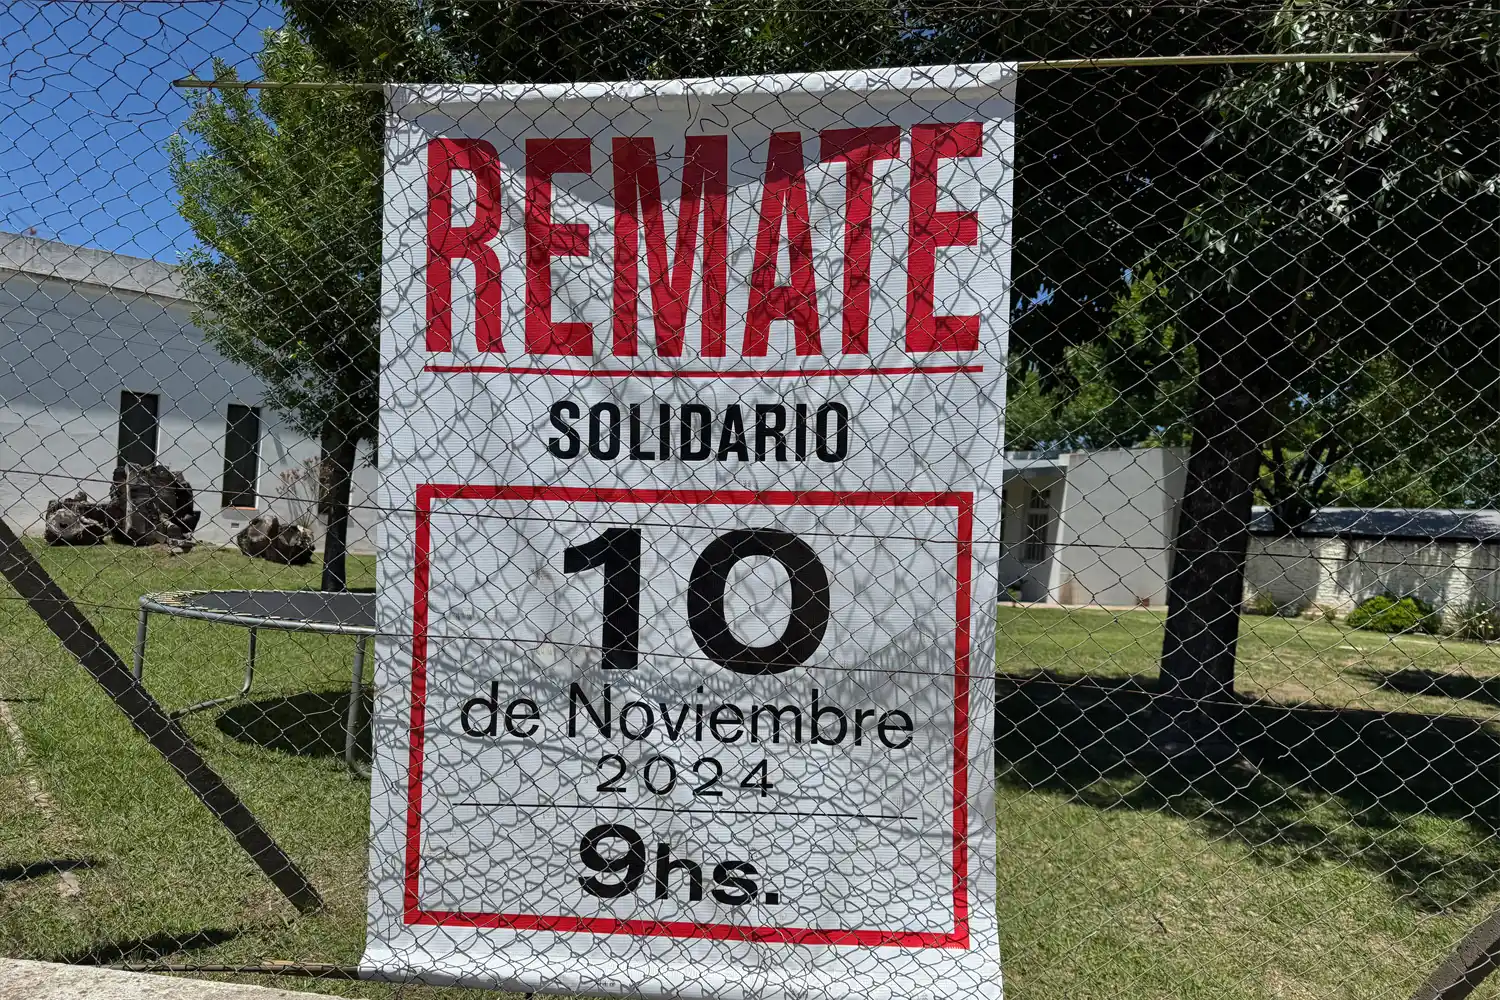 REMATE
SOLIDARIO
10
de Noviembre
2024
9hs.